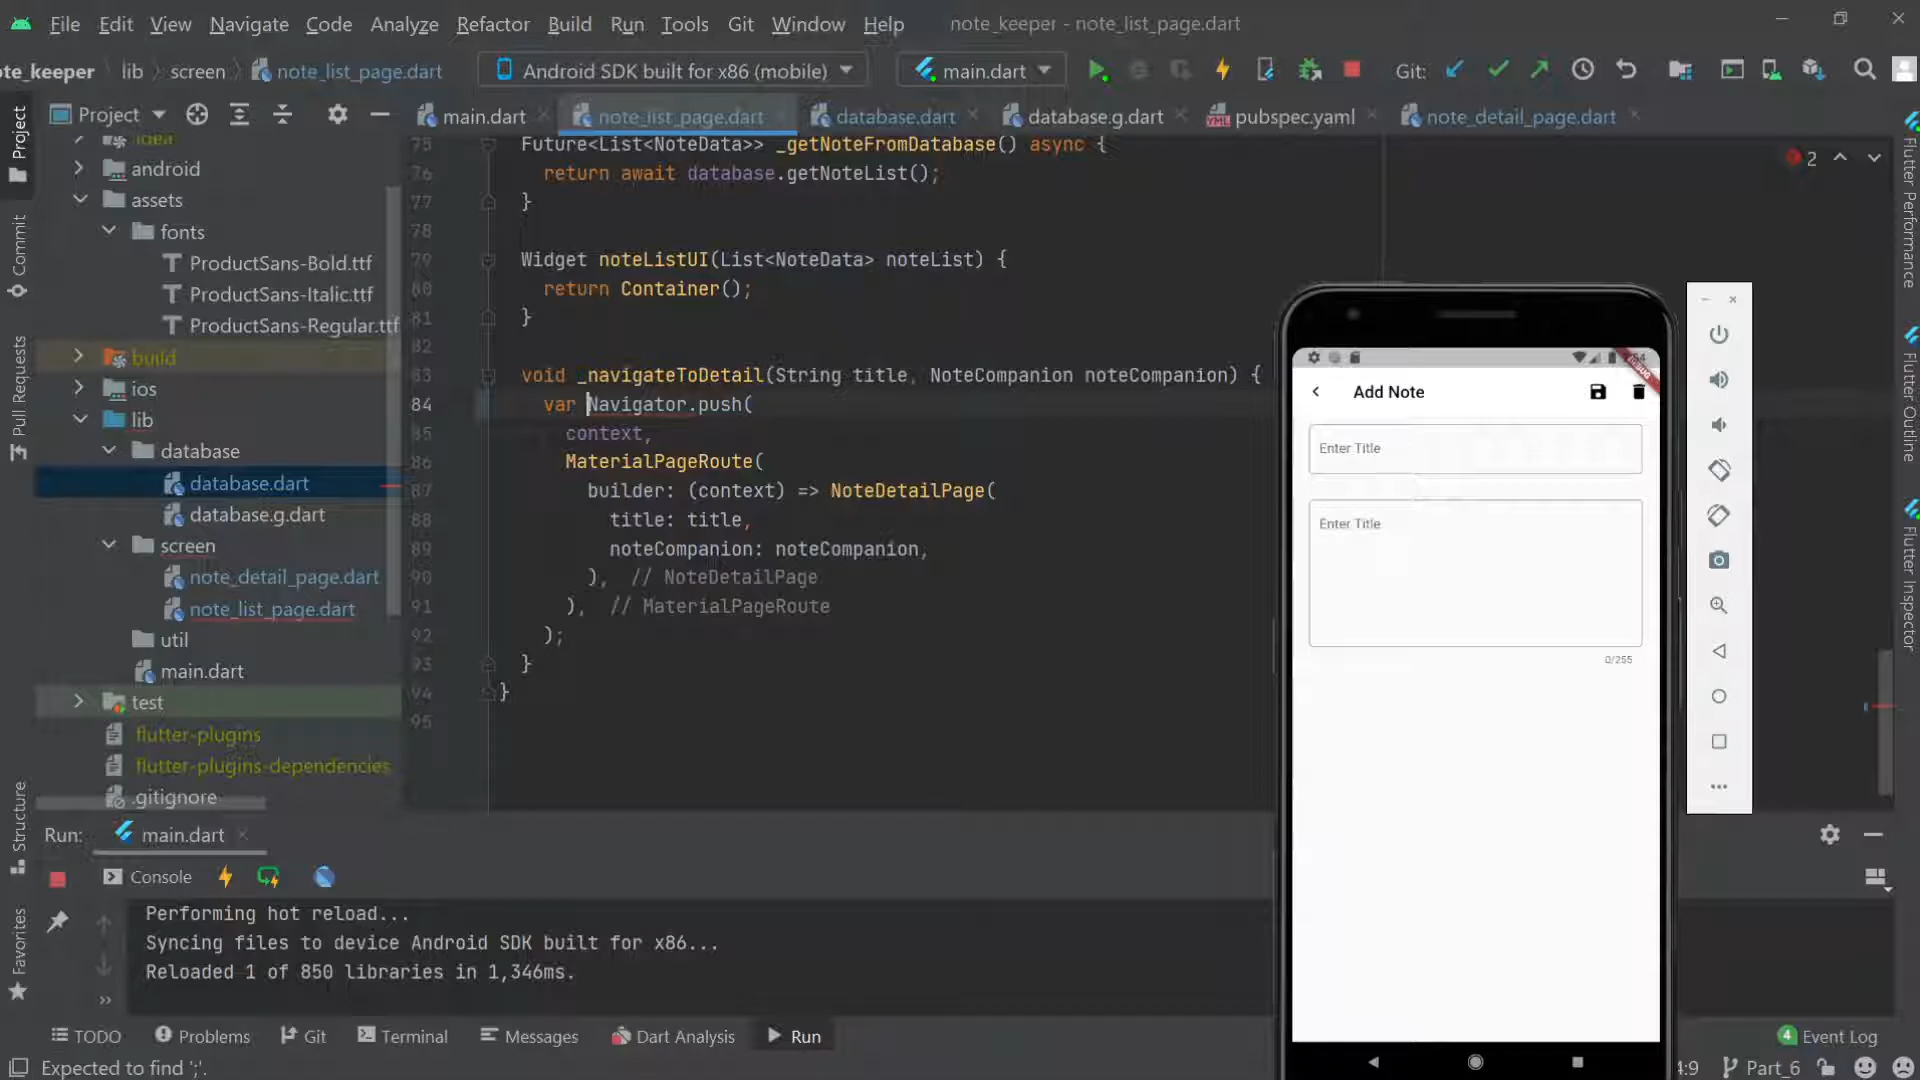 File Edit View Navigate Code Analyze Refactor Build Run Tools Git Window Help note_keeper - note_list_page.dart
te_keeper lib screen note_list_page.dart Android SDK built for x86 (mobile) main.dart Git:
Project main.dart note_list_page.dart database.dart database.g.dart pubspec.yaml note_detail_page.dart
Project
Commit
Pull Requests
Structure
Favorites
idea
android
assets
fonts
ProductSans-Bold.ttf
ProductSans-Italic.ttf
ProductSans-Regular.ttf
build
ios
lib
database
database.dart
database.g.dart
screen
note_detail_page.dart
note_list_page.dart
util
main.dart
test
flutter-plugins
flutter-plugins-dependencies
.gitignore
75 Future<List<NoteData>> _getNoteFromDatabase() async {
76 return await database.getNoteList();
77 }
78
79 Widget noteListUI(List<NoteData> noteList) {
80 return Container();
81 }
82
83 void _navigateToDetail(String title, NoteCompanion noteCompanion) {
84 var Navigator.push(
85 context,
86 MaterialPageRoute(
87 builder: (context) => NoteDetailPage(
88 title: title,
89 noteCompanion: noteCompanion,
90 ), // NoteDetailPage
91 ), // MaterialPageRoute
92 );
93 }
94 }
95
2
Flutter Performance
Flutter Outline
Flutter Inspector
Add Note
Enter Title
Enter Title
0/255
Run: main.dart
Console
Performing hot reload...
Syncing files to device Android SDK built for x86...
Reloaded 1 of 850 libraries in 1,346ms.
TODO Problems Git Terminal Messages Dart Analysis Run 4 Event Log
Expected to find ';'. 4:9 Part_6